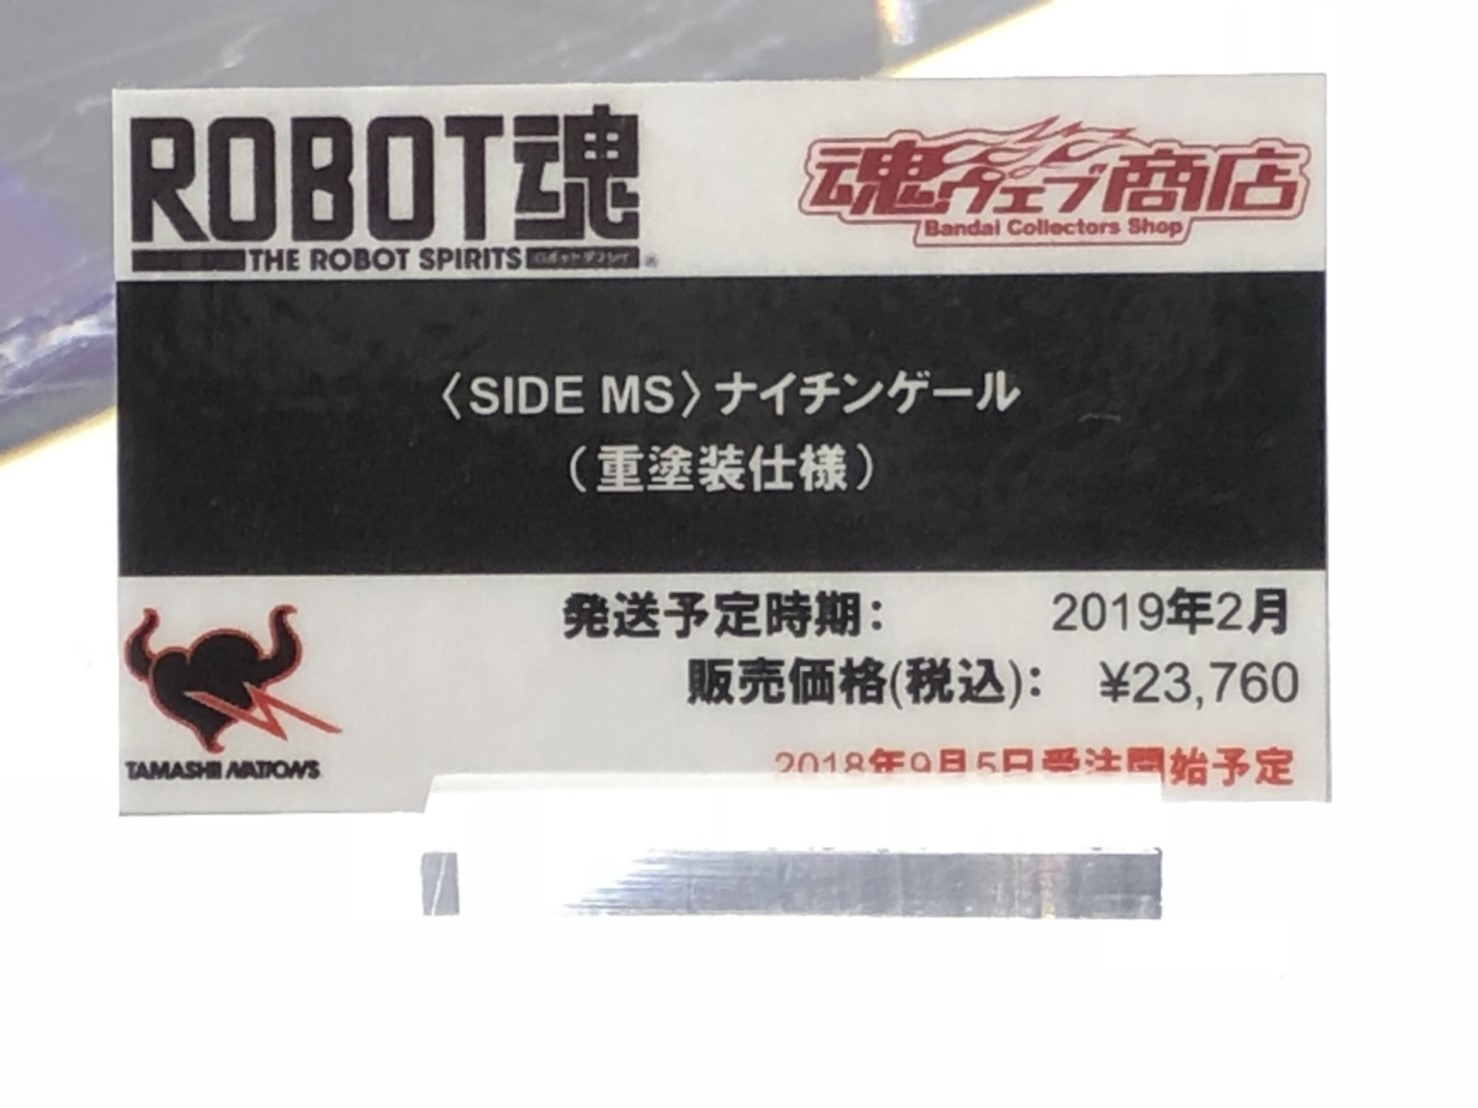 ROBOT魂
THE ROBOT SPIRITS
魂ウェブ商店
Bandai Collectors Shop
〈SIDE MS〉ナイチンゲール
（重塗装仕様）
発送予定時期： 2019年2月
販売価格(税込)： ¥23,760
2018年9月5日受注開始予定
TAMASHII NATIONS